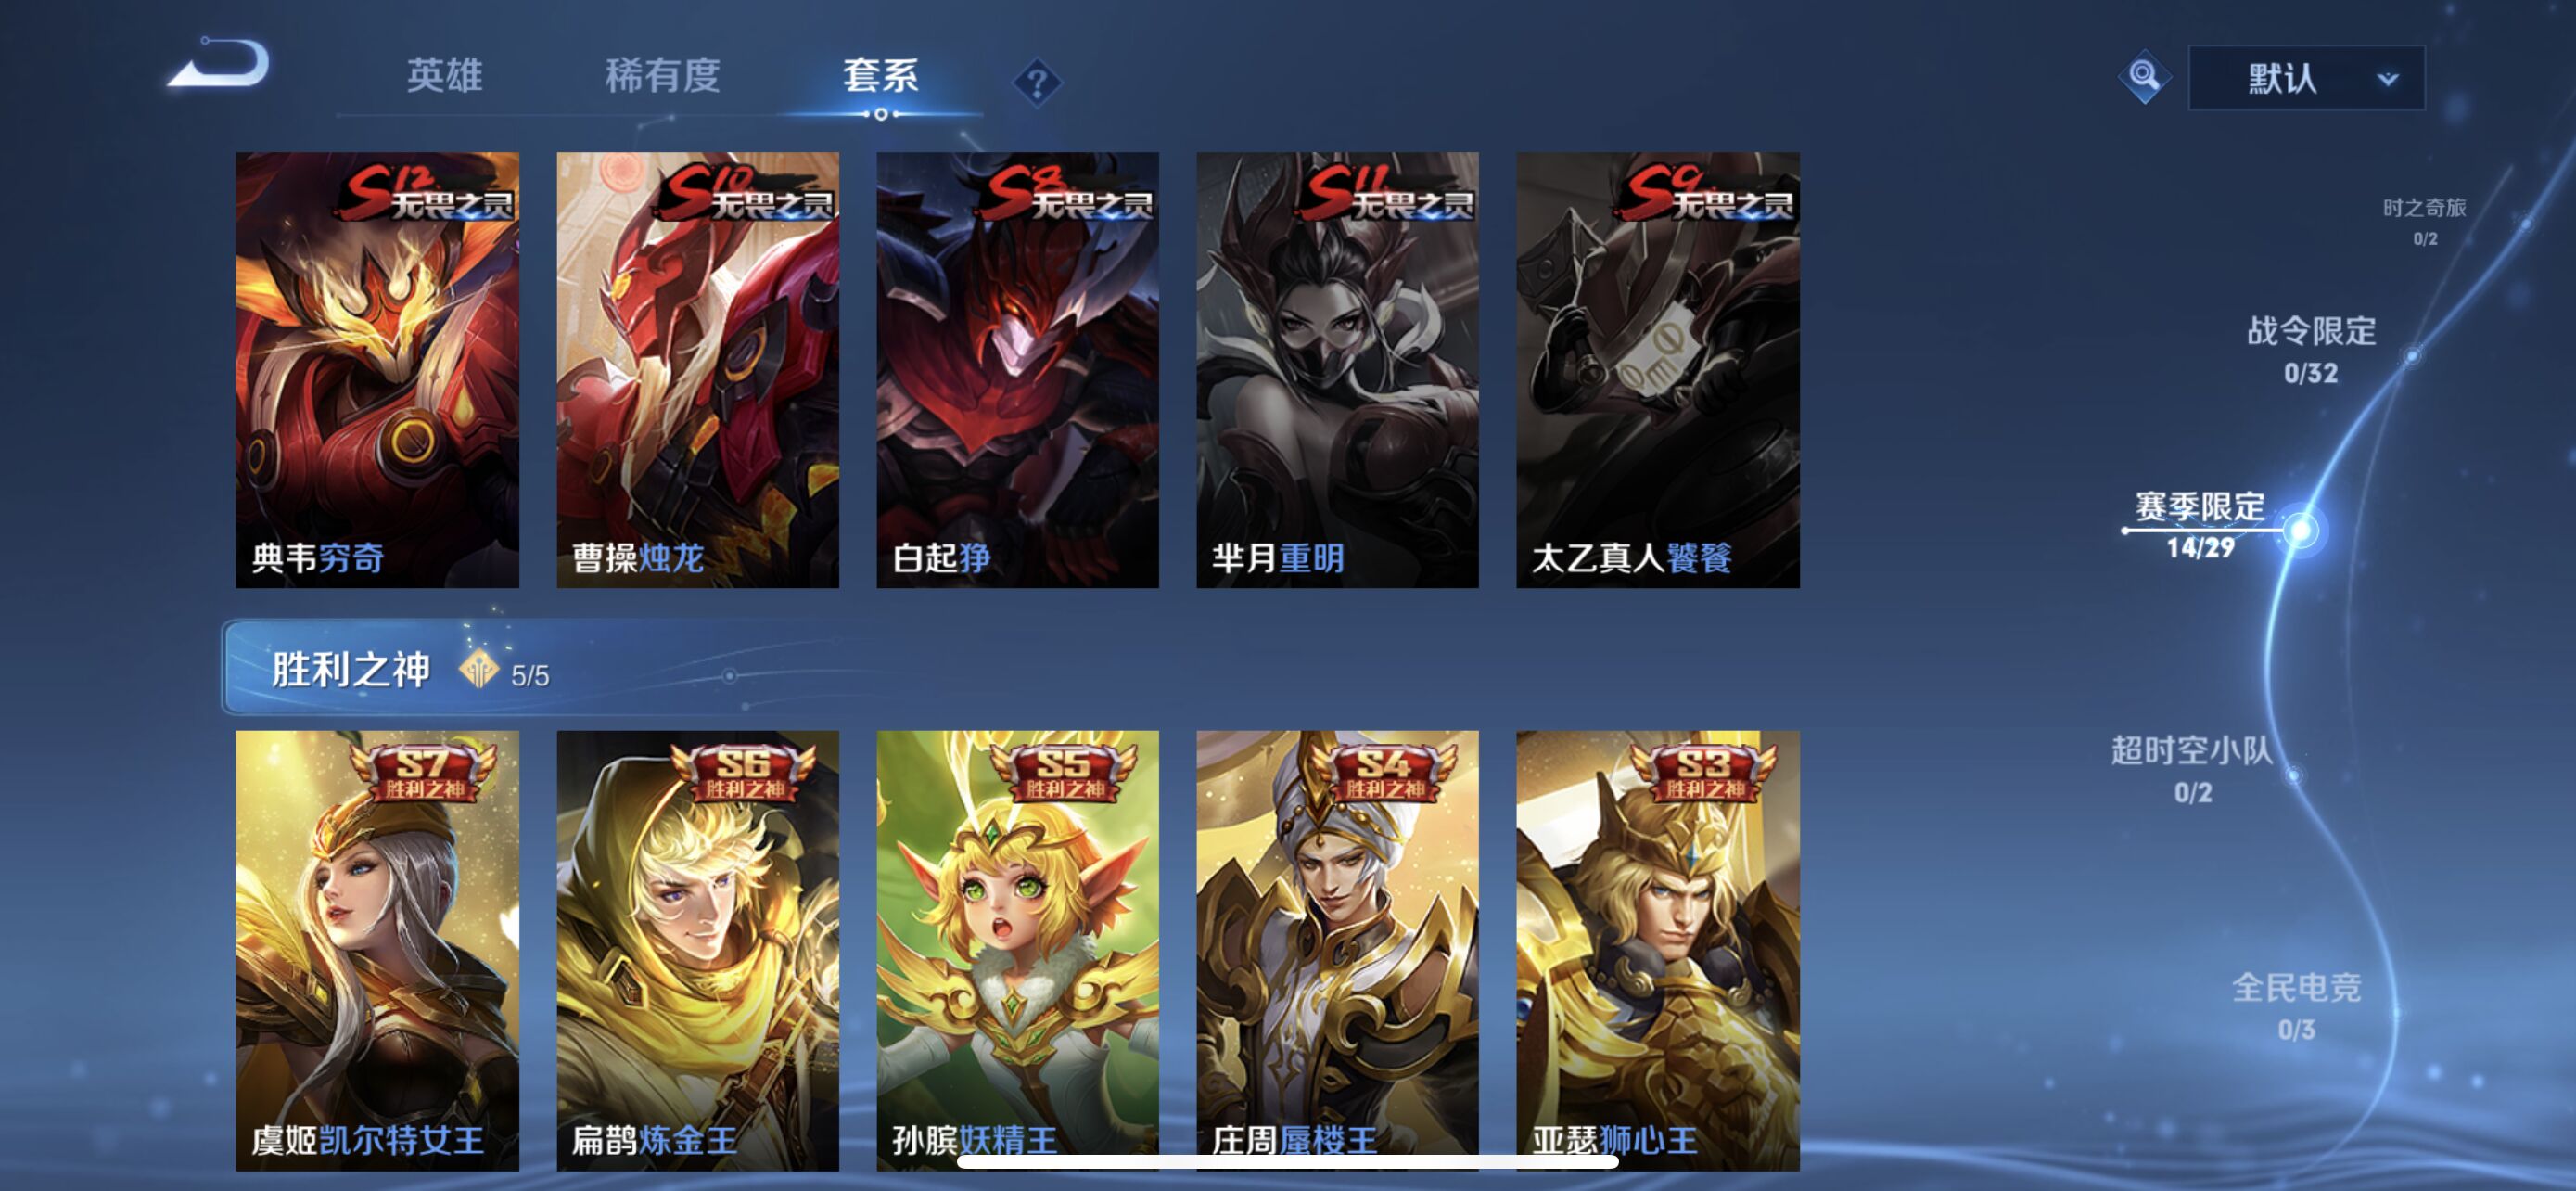 英雄 稀有度 套系 ?
默认
S12 无畏之灵
典韦穷奇
S10 无畏之灵
曹操烛龙
S8 无畏之灵
白起狰
S11 无畏之灵
芈月重明
S9 无畏之灵
太乙真人饕餮
胜利之神 5/5
S7
胜利之神
虞姬凯尔特女王
S6
胜利之神
扁鹊炼金王
S5
胜利之神
孙膑妖精王
S4
胜利之神
庄周蜃楼王
S3
胜利之神
亚瑟狮心王
时之奇旅
0/2
战令限定
0/32
赛季限定
14/29
超时空小队
0/2
全民电竞
0/3